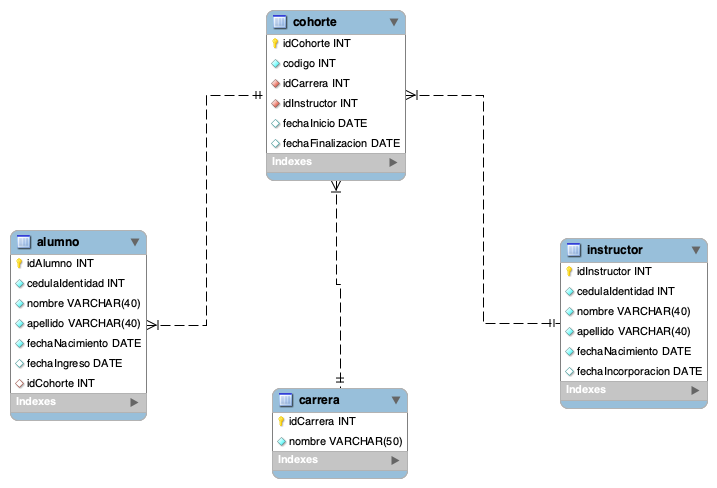 cohorte
idCohorte INT
codigo INT
idCarrera INT
idInstructor INT
fechaInicio DATE
fechaFinalizacion DATE
Indexes
alumno
idAlumno INT
cedulaIdentidad INT
nombre VARCHAR(40)
apellido VARCHAR(40)
fechaNacimiento DATE
fechaIngreso DATE
idCohorte INT
Indexes
instructor
idInstructor INT
cedulaIdentidad INT
nombre VARCHAR(40)
apellido VARCHAR(40)
fechaNacimiento DATE
fechaIncorporacion DATE
Indexes
carrera
idCarrera INT
nombre VARCHAR(50)
Indexes